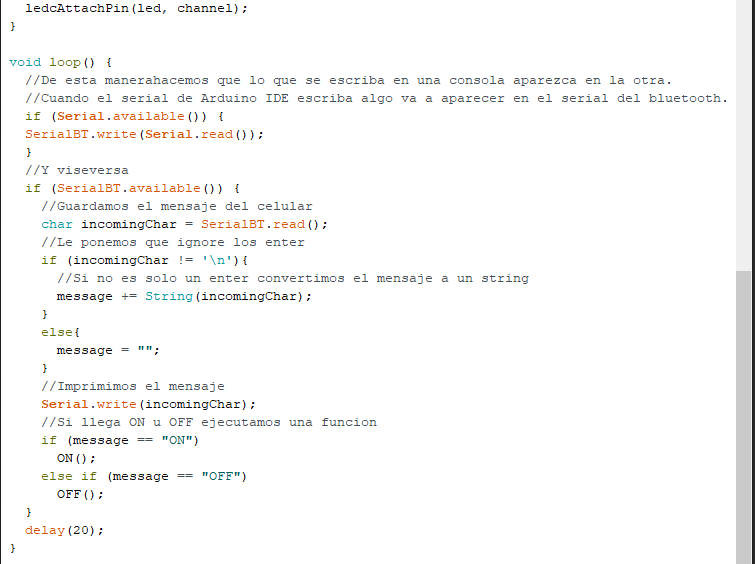 ledcAttachPin(led, channel);
}
void loop() {
//De esta manerahacemos que lo que se escriba en una consola aparezca en la otra.
//Cuando el serial de Arduino IDE escriba algo va a aparecer en el serial del bluetooth.
if (Serial.available()) {
SerialBT.write(Serial.read());
}
//Y viseversa
if (SerialBT.available()) {
//Guardamos el mensaje del celular
char incomingChar = SerialBT.read();
//Le ponemos que ignore los enter
if (incomingChar != '\n'){
//Si no es solo un enter convertimos el mensaje a un string
message += String(incomingChar);
}
else{
message = "";
}
//Imprimimos el mensaje
Serial.write(incomingChar);
//Si llega ON u OFF ejecutamos una funcion
if (message == "ON")
ON();
else if (message == "OFF")
OFF();
}
delay(20);
}